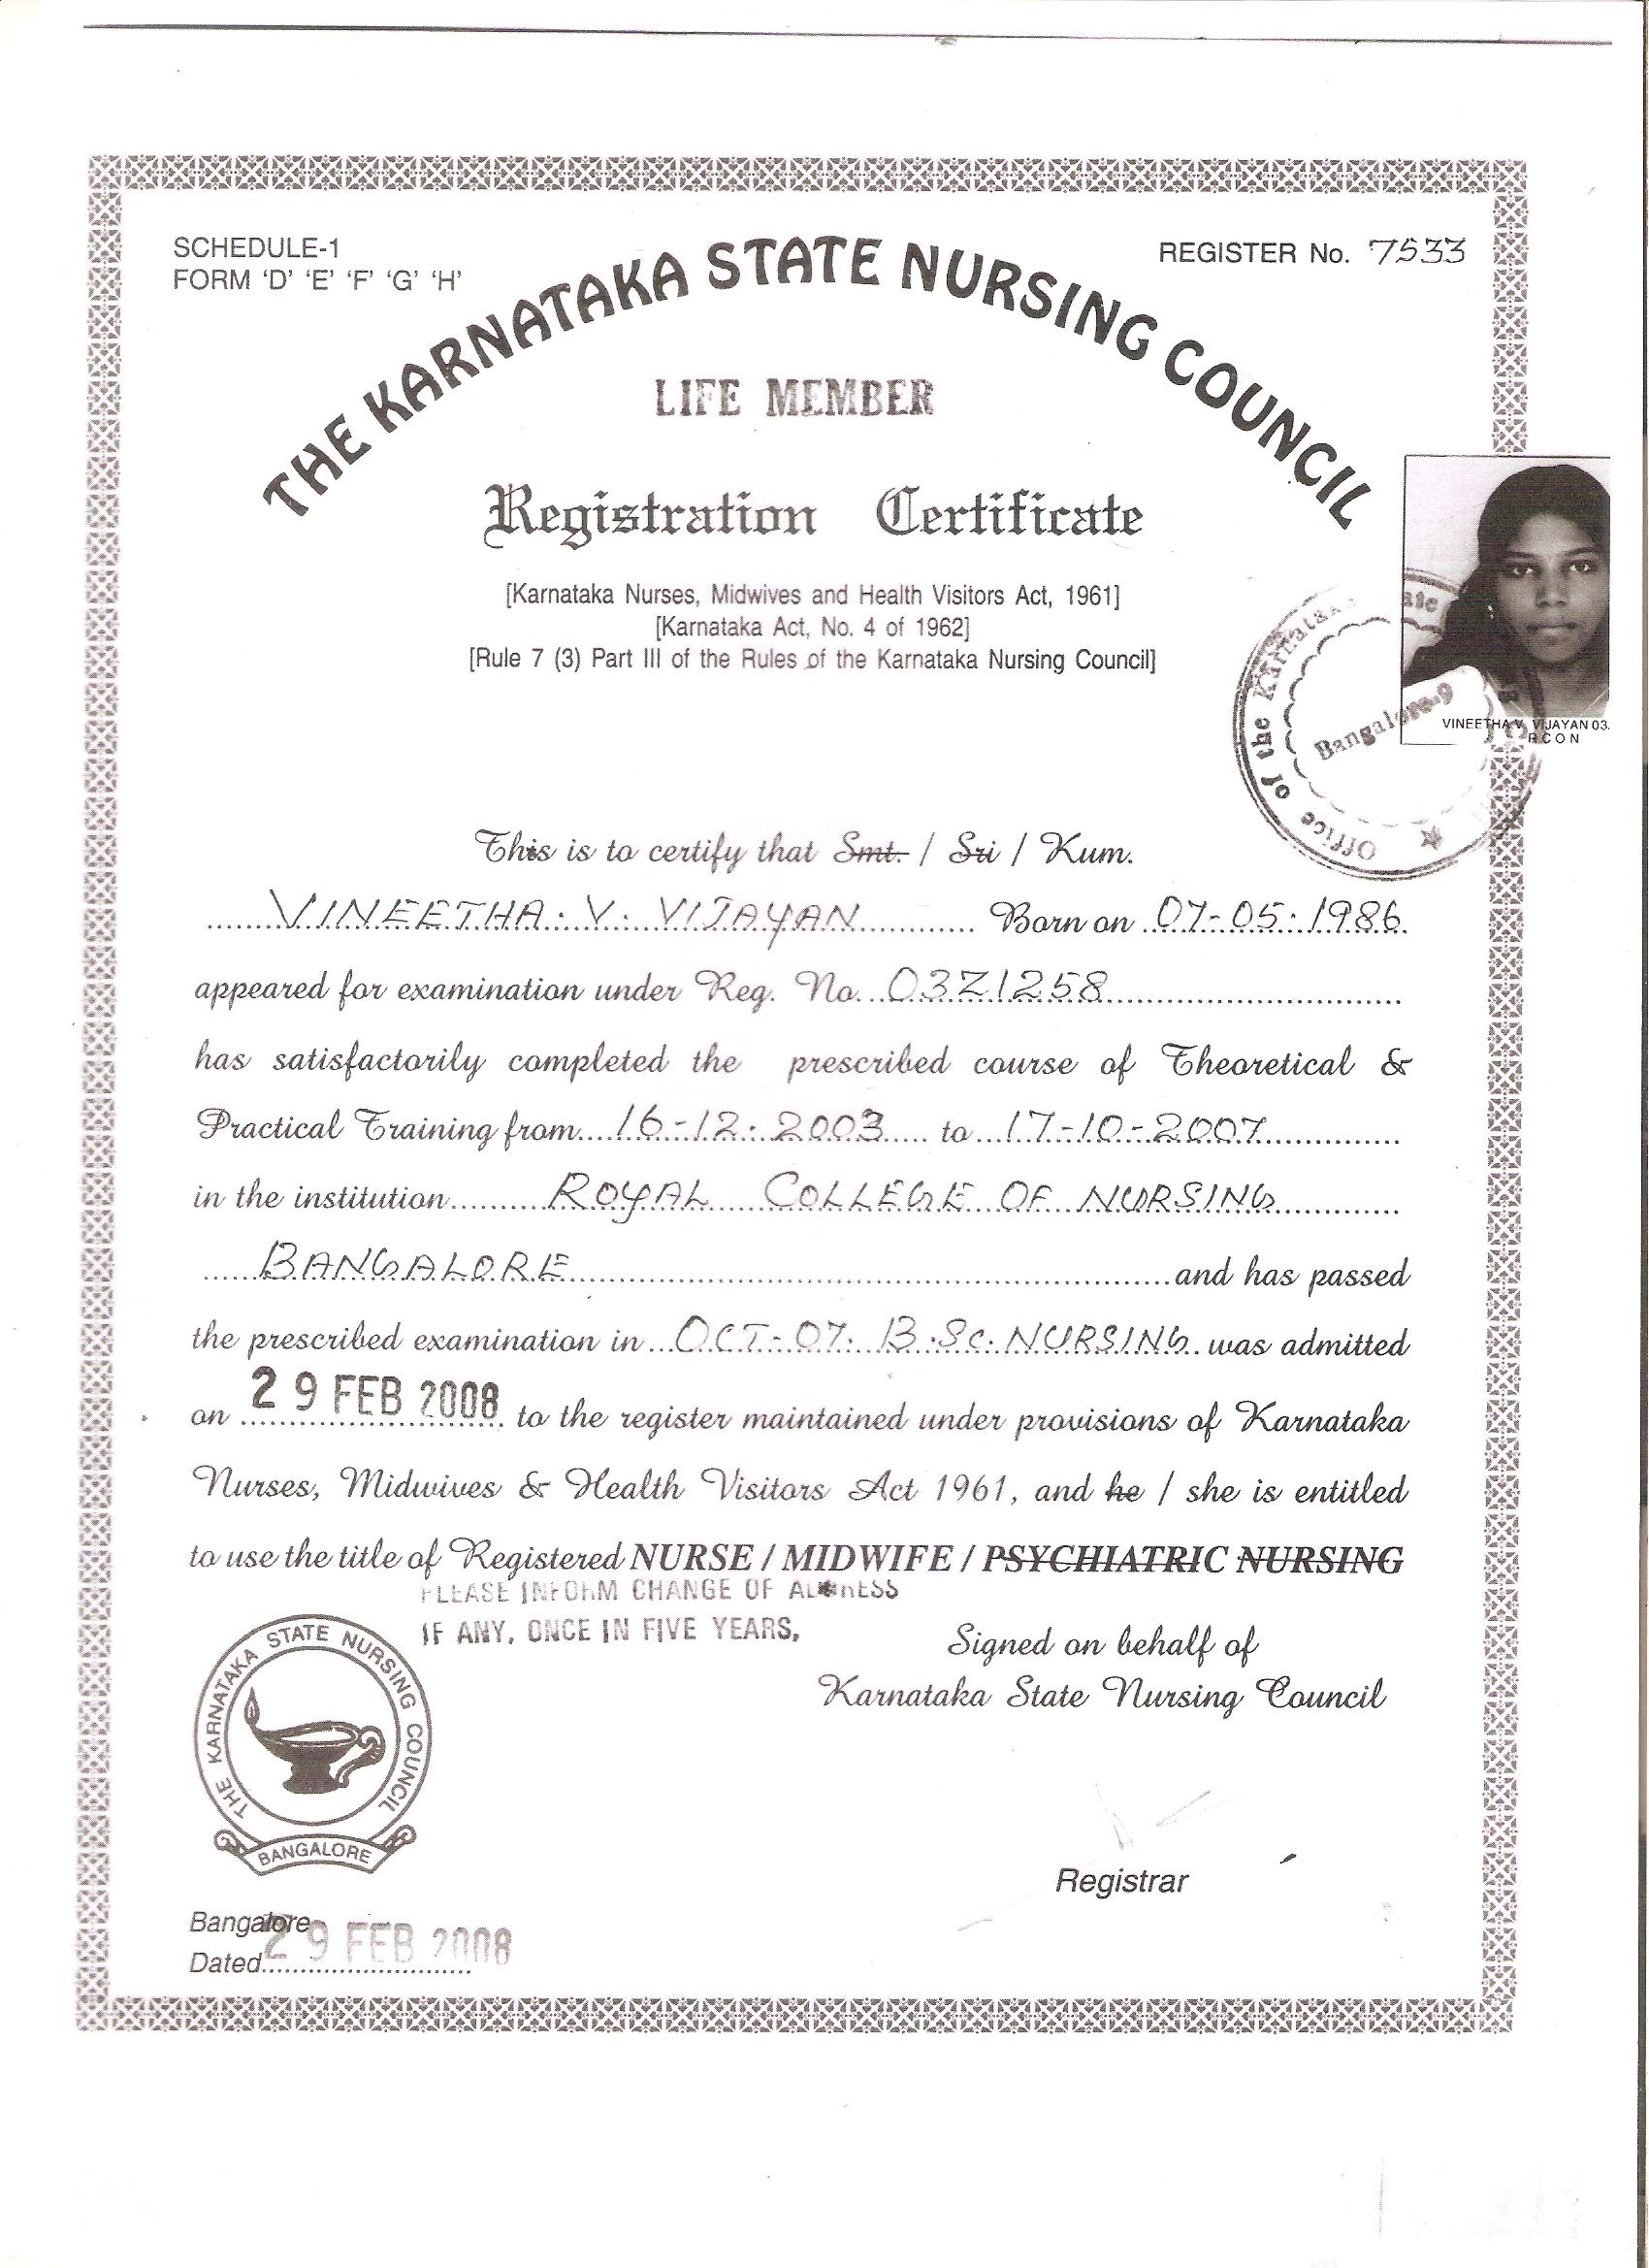 SCHEDULE-1
FORM 'D' 'E' 'F' 'G' 'H'
REGISTER No. 7533
THE KARNATAKA STATE NURSING COUNCIL
LIFE MEMBER
Registration Certificate
[Karnataka Nurses, Midwives and Health Visitors Act, 1961]
[Karnataka Act, No. 4 of 1962]
[Rule 7 (3) Part III of the Rules of the Karnataka Nursing Council]
VINEETHA V. VIJAYAN 03.
R C O N
Office of the Karnataka State
Bangalore-9
This is to certify that Smt. / Sri / Kum.
VINEETHA. V. VIJAYAN Born on 07-05-1986
appeared for examination under Reg. No. 03Z1258
has satisfactorily completed the prescribed course of Theoretical &
Practical Training from 16-12-2003 to 17-10-2007
in the institution ROYAL COLLEGE OF NURSING
BANGALORE and has passed
the prescribed examination in OCT-07. B.Sc. NURSING was admitted
on 29 FEB 2008 to the register maintained under provisions of Karnataka
Nurses, Midwives & Health Visitors Act 1961, and he / she is entitled
to use the title of Registered NURSE / MIDWIFE / PSYCHIATRIC NURSING
PLEASE INFORM CHANGE OF ADDRESS
IF ANY, ONCE IN FIVE YEARS,
Signed on behalf of
Karnataka State Nursing Council
THE KARNATAKA STATE NURSING COUNCIL
BANGALORE
Registrar
Bangalore
Dated 29 FEB 2008